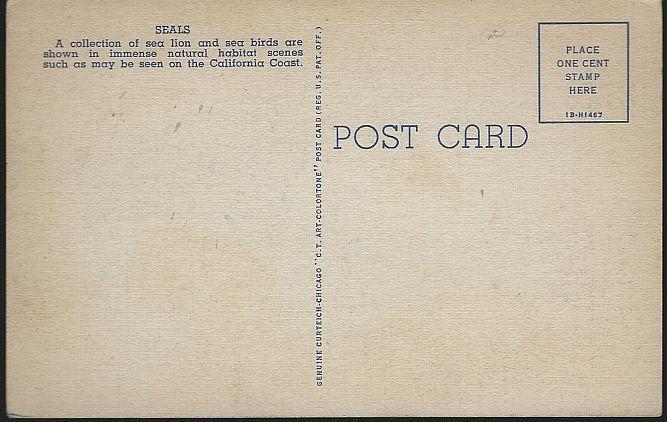 SEALS
A collection of sea lion and sea birds are
shown in immense natural habitat scenes
such as may be seen on the California Coast.
GENUINE CURTEICH-CHICAGO "C.T. ART-COLORTONE" POST CARD (REG. U.S. PAT. OFF.)
POST CARD
PLACE
ONE CENT
STAMP
HERE
1B-H1467